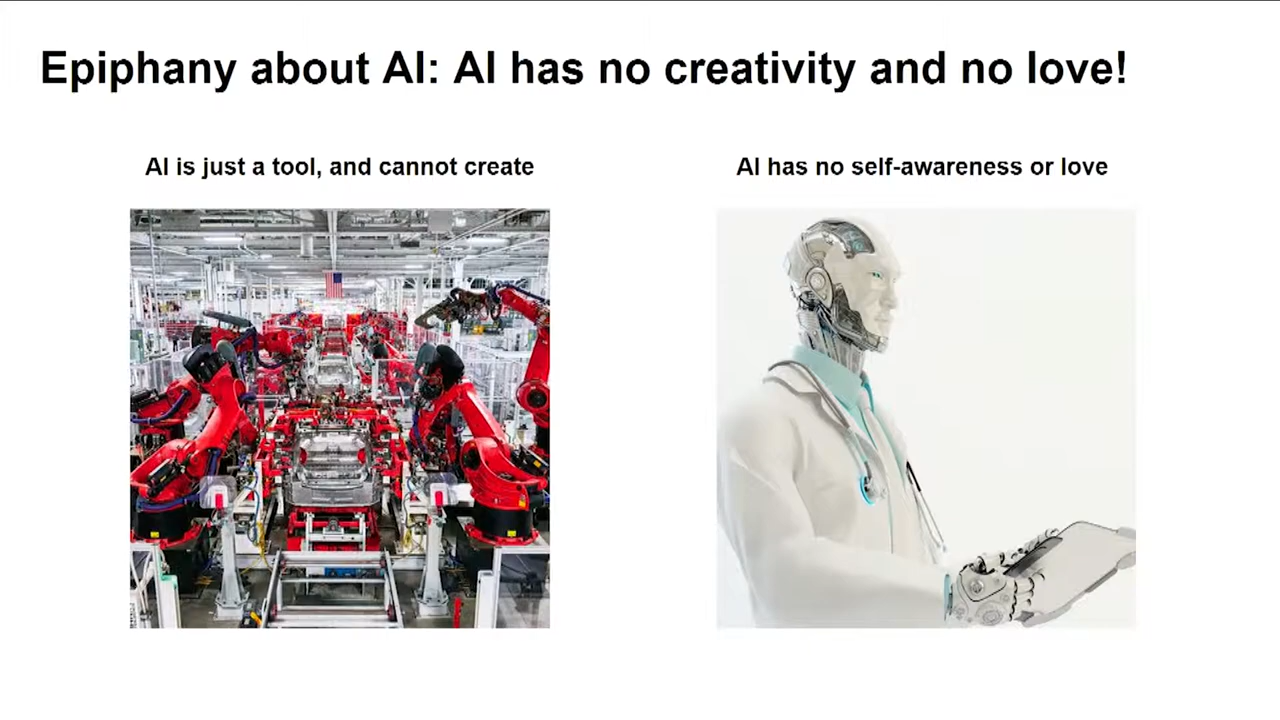 Epiphany about AI: AI has no creativity and no love!
AI is just a tool, and cannot create
AI has no self-awareness or love